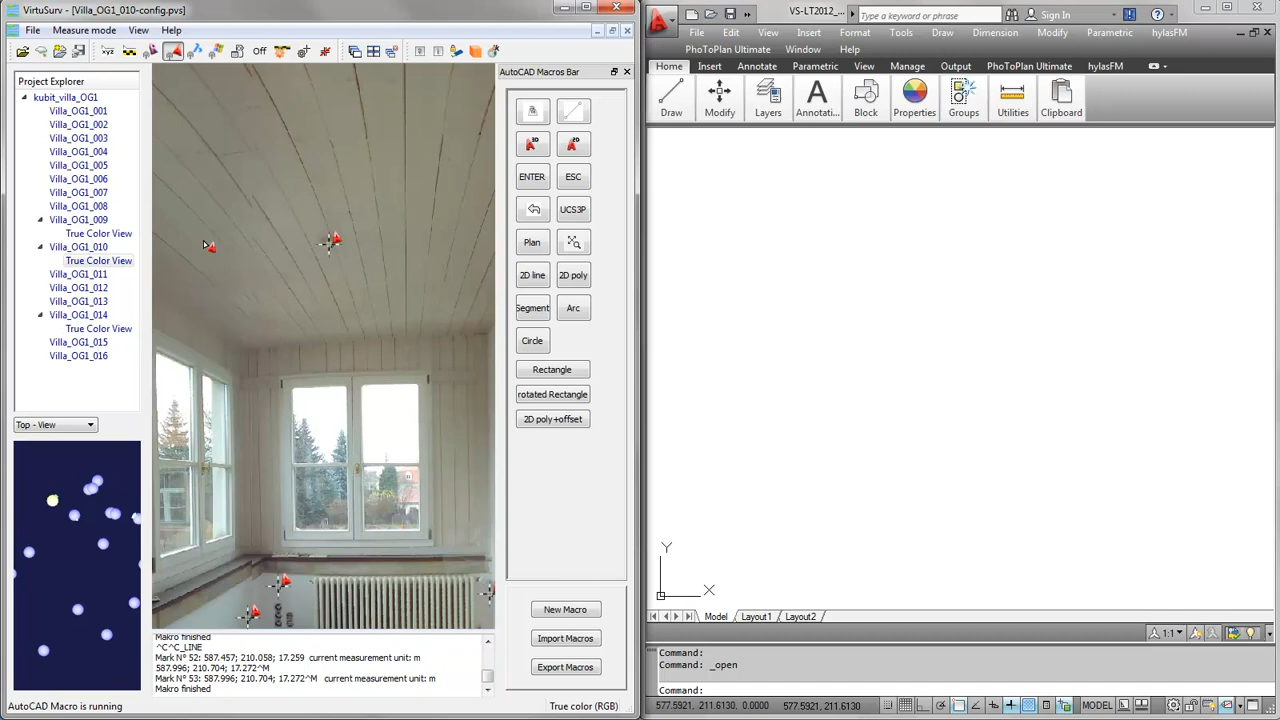 VirtuSurv - [Villa_OG1_010-config.pvs]
File Measure mode View Help
xyz
Off
Project Explorer
kubit_villa_OG1
Villa_OG1_001
Villa_OG1_002
Villa_OG1_003
Villa_OG1_004
Villa_OG1_005
Villa_OG1_006
Villa_OG1_007
Villa_OG1_008
Villa_OG1_009
True Color View
Villa_OG1_010
True Color View
Villa_OG1_011
Villa_OG1_012
Villa_OG1_013
Villa_OG1_014
True Color View
Villa_OG1_015
Villa_OG1_016
Top - View
AutoCAD Macros Bar
3D 2D
ENTER ESC
UCS3P
Plan
2D line 2D poly
Segment Arc
Circle
Rectangle
rotated Rectangle
2D poly+offset
New Macro
Import Macros
Export Macros
Makro finished
^C^C_LINE
Mark N° 52: 587.457; 210.058; 17.259 current measurement unit: m
587.996; 210.704; 17.272^M
Mark N° 53: 587.996; 210.704; 17.272^M current measurement unit: m
Makro finished
AutoCAD Macro is running
True color (RGB)
VS-LT2012_...
Type a keyword or phrase
Sign In
File Edit View Insert Format Draw Dimension Modify Parametric hylasFM
PhoToPlan Ultimate Window Help
Home Insert Annotate Parametric View Manage Output PhoToPlan Ultimate hylasFM
Draw Modify Layers Annotati... Block Properties Groups Utilities Clipboard
Y
X
Model Layout1 Layout2
1:1
Command:
Command: _open
Command:
577.5921, 211.6130, 0.0000 577.5921, 211.6130 MODEL